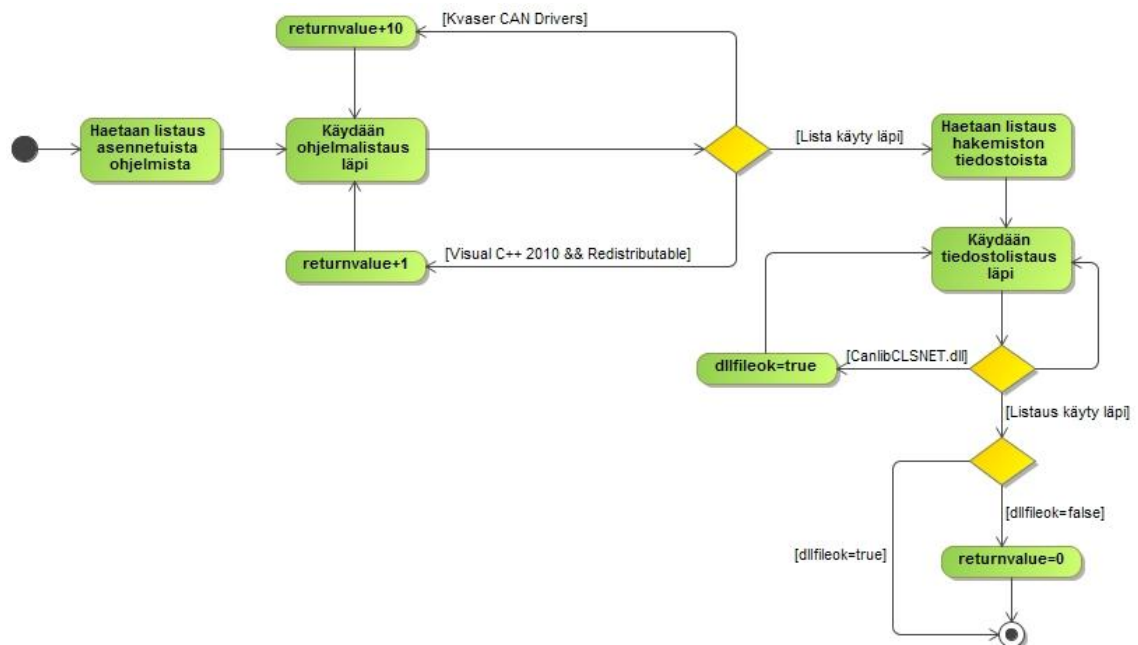 [Kvaser CAN Drivers]
returnvalue+10
Haetaan listaus
asennetuista
ohjelmista
Käydään
ohjelmalistaus
läpi
[Lista käyty läpi]
Haetaan listaus
hakemiston
tiedostoista
[Visual C++ 2010 && Redistributable]
returnvalue+1
Käydään
tiedostolistaus
läpi
[CanlibCLSNET.dll]
dllfileok=true
[Listaus käyty läpi]
[dllfileok=false]
[dllfileok=true]
returnvalue=0